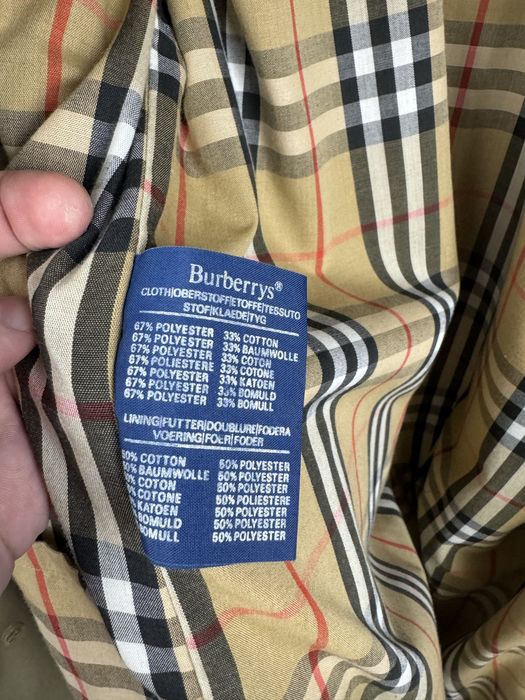 Burberrys®
CLOTH|OBERSTOFF|ETOFFE|TESSUTO
STOF|KLAEDE|TYG
67% POLYESTER 33% COTTON
67% POLYESTER 33% BAUMWOLLE
67% POLYESTER 33% COTON
67% POLIESTERE 33% COTONE
67% POLYESTER 33% KATOEN
67% POLYESTER 33% BOMULD
67% POLYESTER 33% BOMULL
LINING|FUTTER|DOUBLURE|FODERA
VOERING|FOER|FODER
50% COTTON 50% POLYESTER
0% BAUMWOLLE 50% POLYESTER
% COTON 50% POLYESTER
% COTONE 50% POLIESTERE
KATOEN 50% POLYESTER
BOMULD 50% POLYESTER
BOMULL 50% POLYESTER